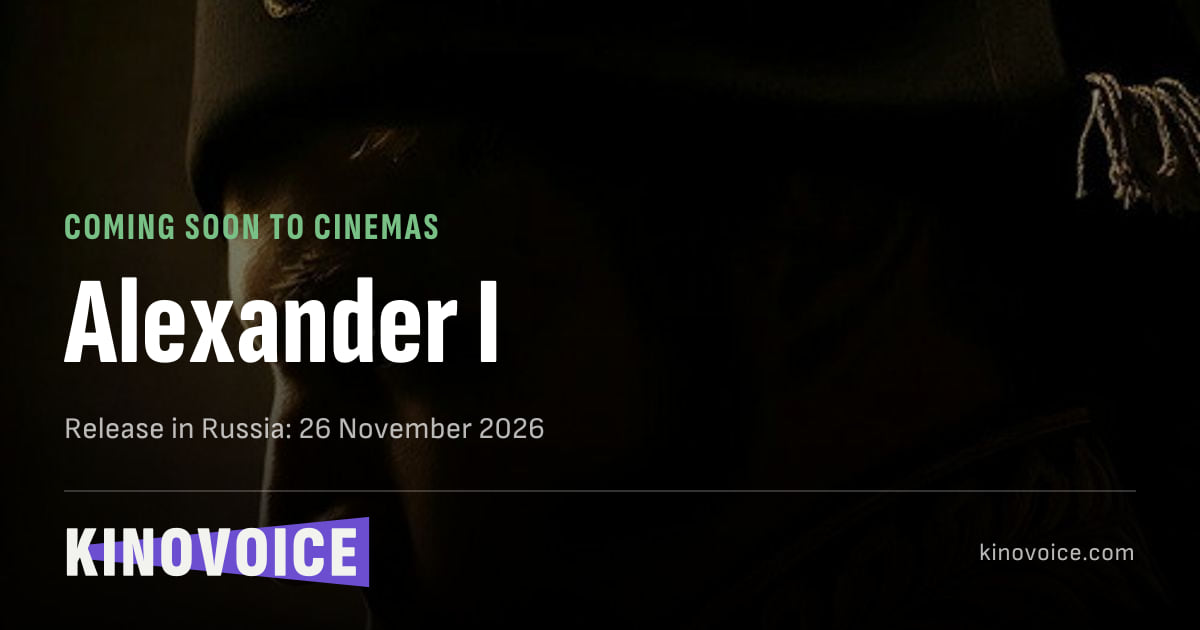 COMING SOON TO CINEMAS
Alexander I
Release in Russia: 26 November 2026
KINOVOICE
kinovoice.com